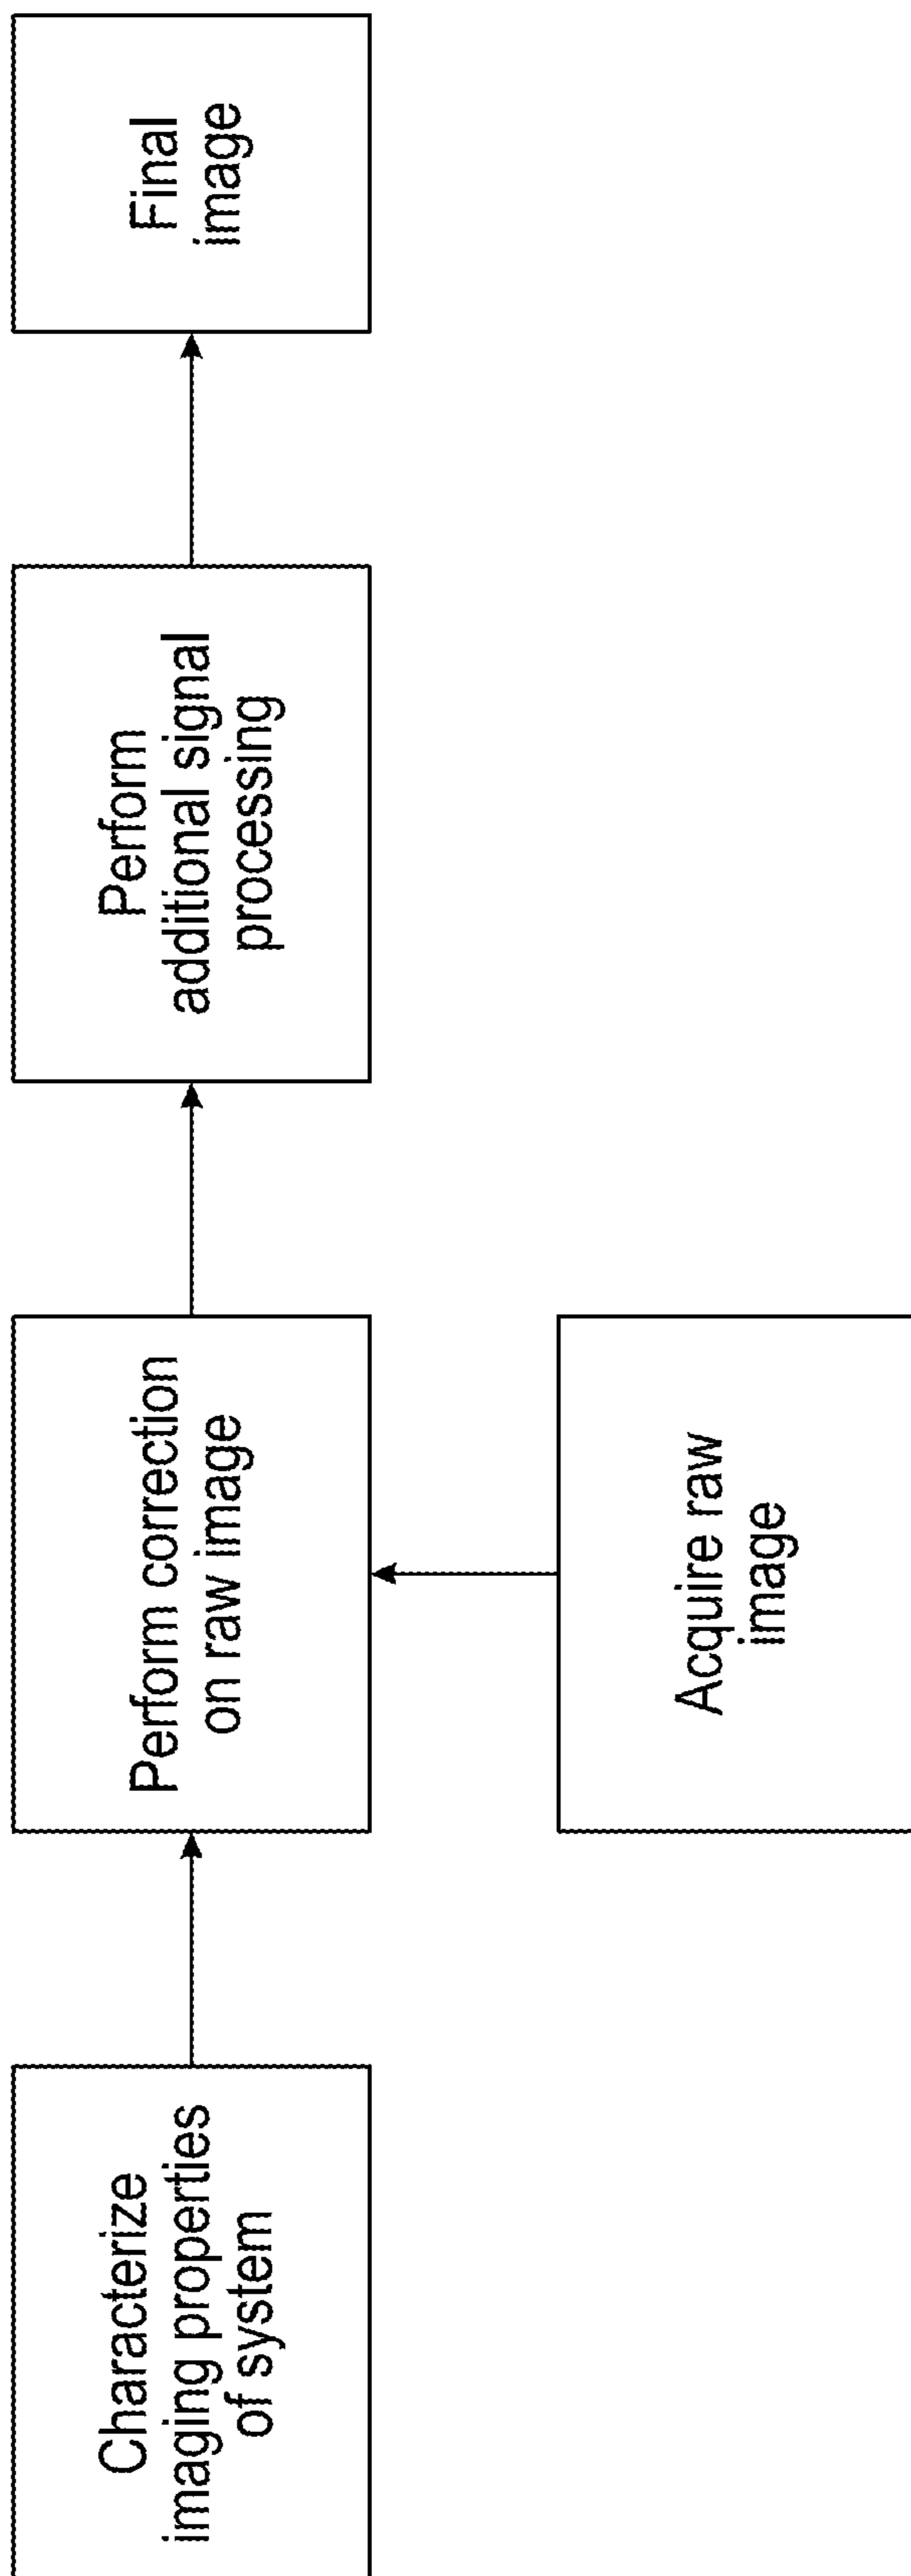 Characterize
imaging properties
of system
Perform correction
on raw image
Acquire raw
image
Perform
additional signal
processing
Final
image